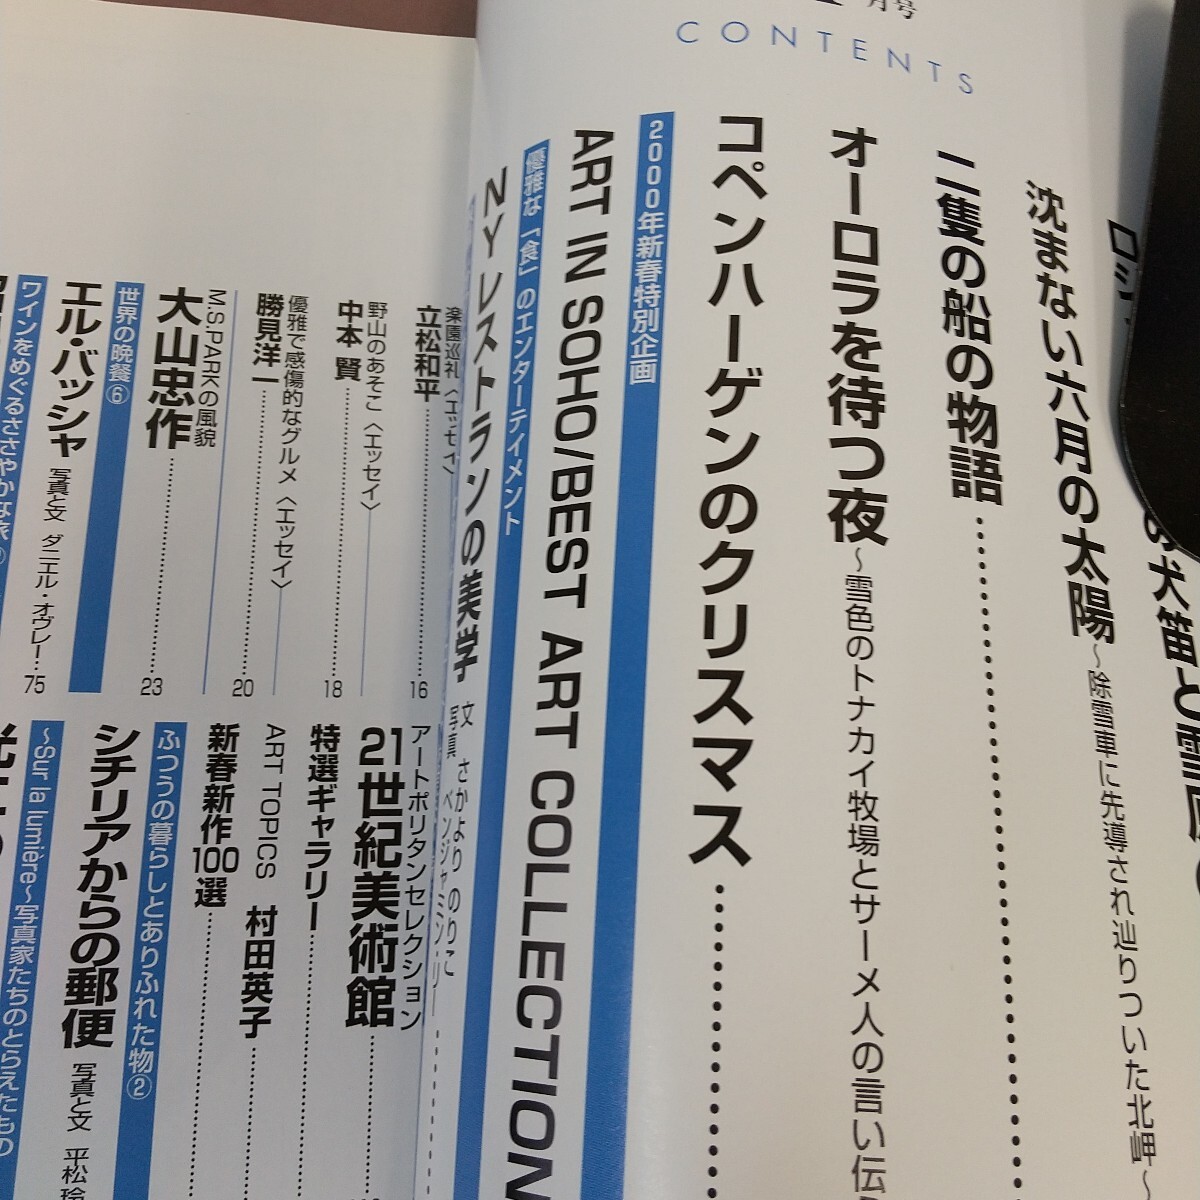 月号
CONTENTS
の犬笛と雪原の
沈まない六月の太陽
~除雪車に先導され辿りついた北岬~
二隻の船の物語
オーロラを待つ夜
~雪色のトナカイ牧場とサーメ人の言い伝え
コペンハーゲンのクリスマス
2000年新春特別企画
ART IN SOHO/BEST ART COLLECTION
優雅な「食」のエンターテイメント
NYレストランの美学
文 さかより のりこ
写真 ベンジャミン・リー
楽園巡礼〈エッセイ〉
立松和平 16
野山のあそこ〈エッセイ〉
中本 賢 18
優雅で感傷的なグルメ〈エッセイ〉
勝見洋一 20
M.S.PARKの風貌
大山忠作 23
世界の晩餐⑥
エル・バッシャ 写真と文 ダニエル・オヴレー 75
ワインをめぐるささやかな旅
アートポリタンセレクション
21世紀美術館
特選ギャラリー
ART TOPICS 村田英子
新春新作100選
ふつうの暮らしとありふれた物②
シチリアからの郵便 写真と文 平松玲
~Sur la lumière~写真家たちのとらえたもの